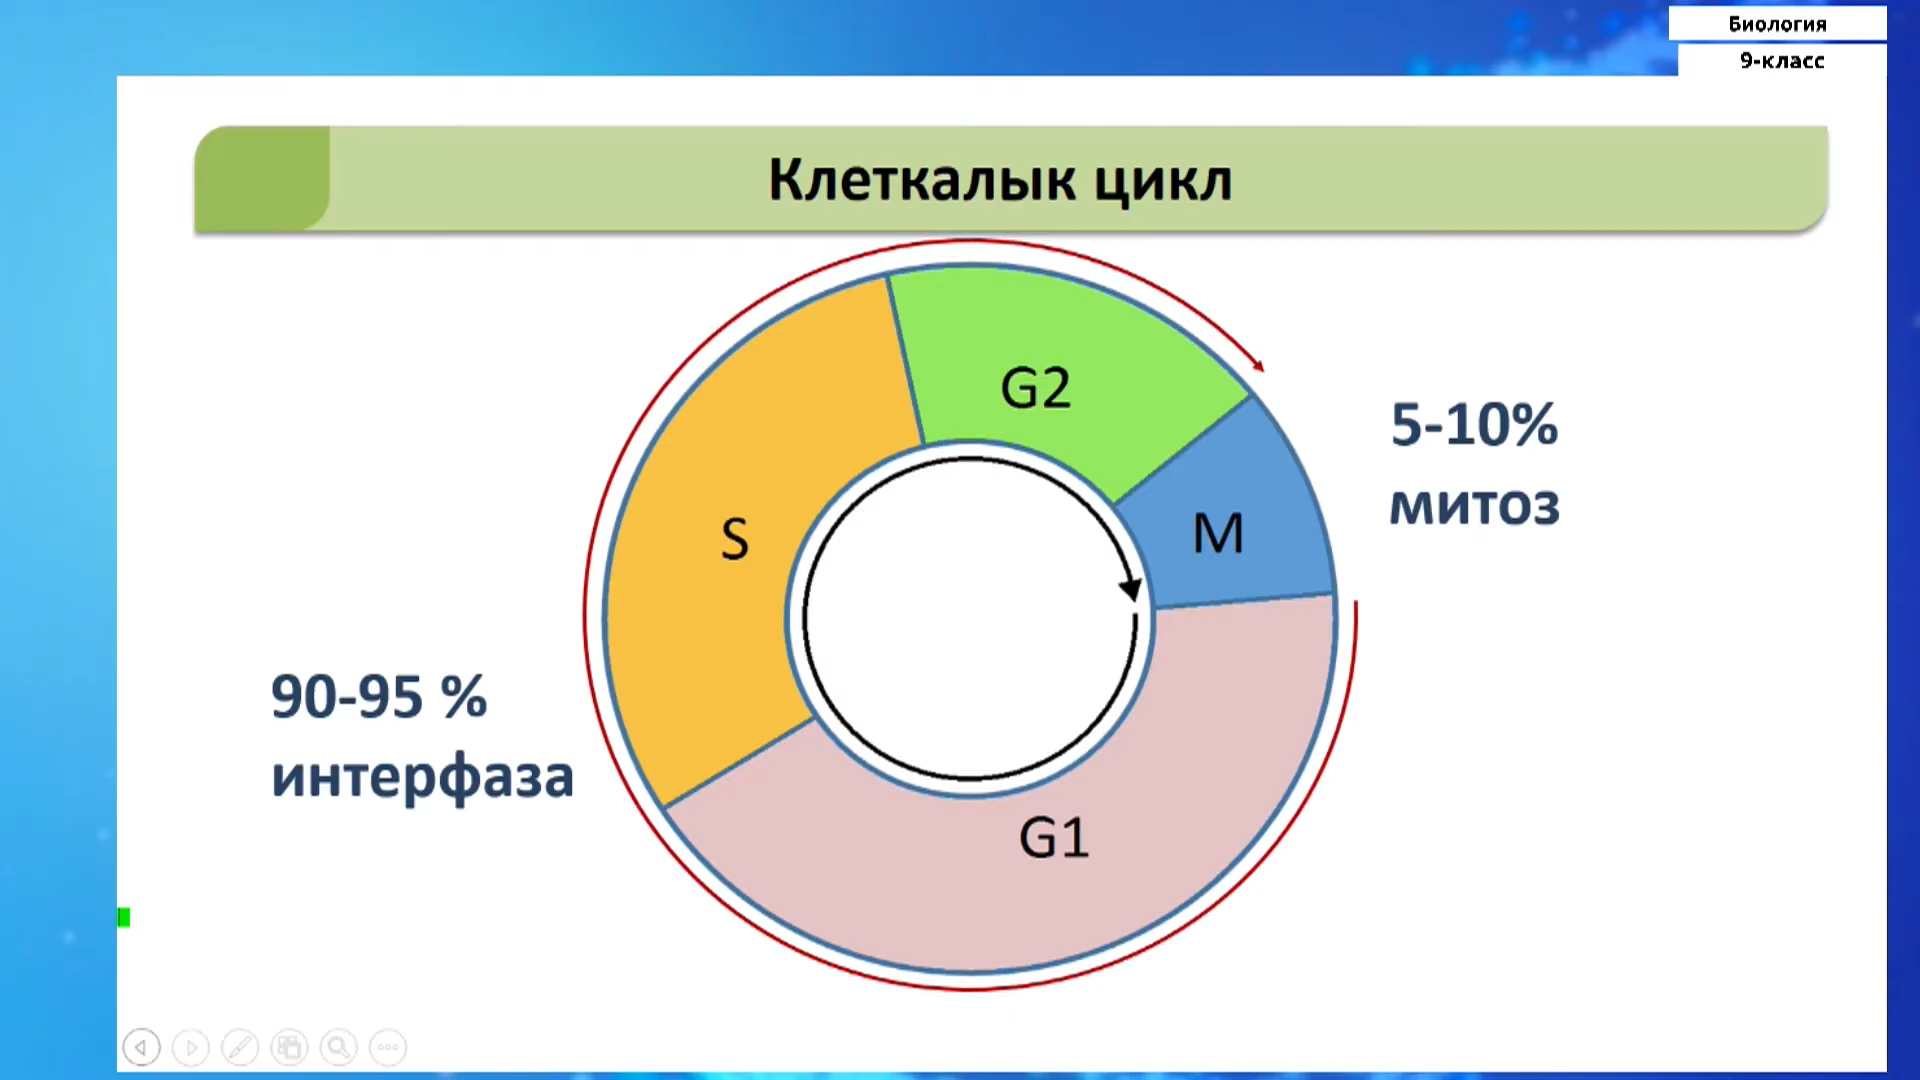 Биология
9-класс
Клеткалык цикл
G2
5-10%
митоз
S
M
90-95 %
интерфаза
G1